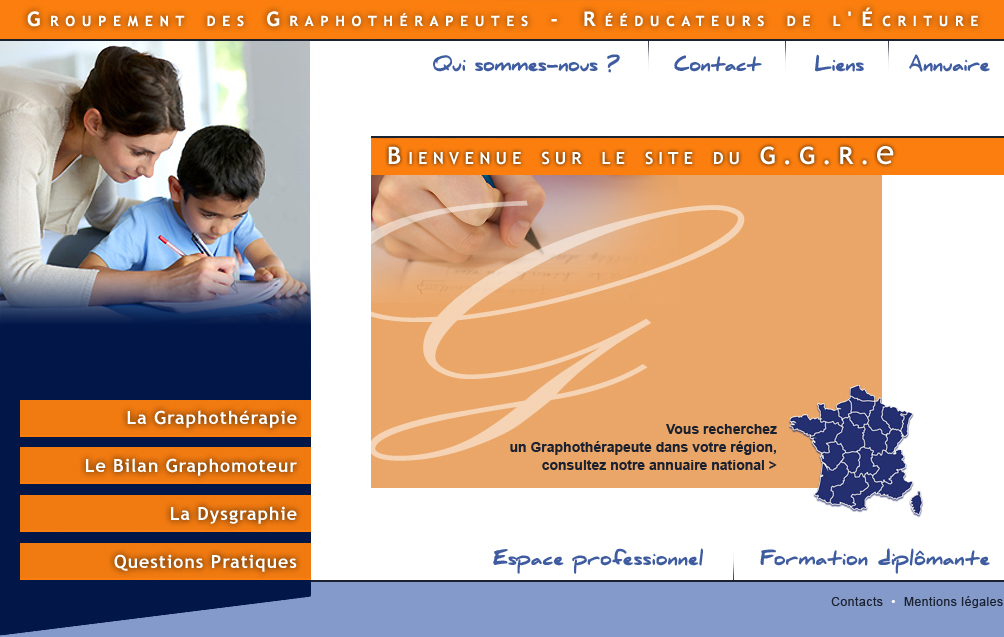 Groupement des Graphothérapeutes - Rééducateurs de l'Écriture
Qui sommes-nous ?
Contact
Liens
Annuaire
Bienvenue sur le site du G.G.R.e
G
Vous recherchez
un Graphothérapeute dans votre région,
consultez notre annuaire national >
La Graphothérapie
Le Bilan Graphomoteur
La Dysgraphie
Questions Pratiques
Espace professionnel
Formation diplômante
Contacts • Mentions légales